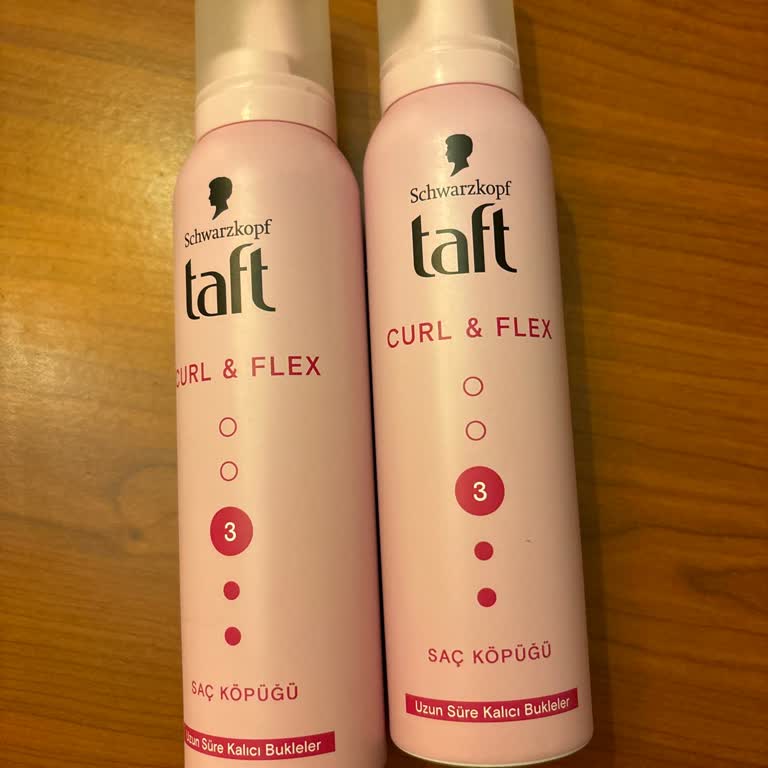 Schwarzkopf
taft
CURL & FLEX
3
SAÇ KÖPÜĞÜ
Uzun Süre Kalıcı Bukleler
Schwarzkopf
taft
CURL & FLEX
3
SAÇ KÖPÜĞÜ
Uzun Süre Kalıcı Bukleler